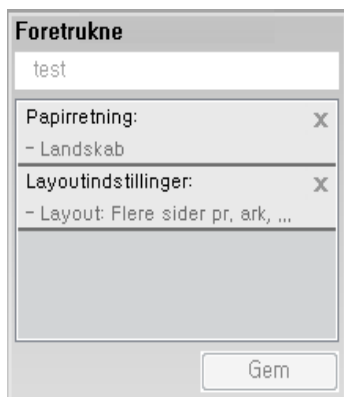 Foretrukne
test
Papirretning:
X
- Landskab
Layoutindstillinger:
X
- Layout: Flere sider pr, ark, ...
Gem